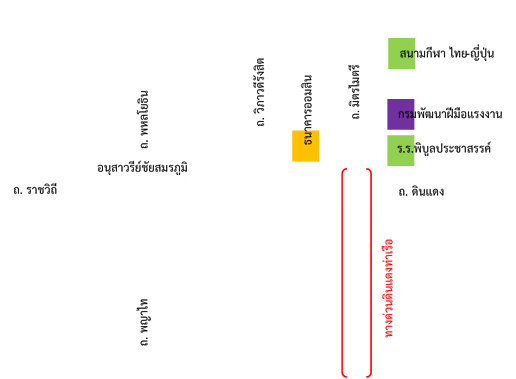 สนามกีฬา ไทย-ญี่ปุ่น
ถ. วิภาวดีรังสิต
ถ. มิตรไมตรี
ธนาคารออมสิน
ถ. พหลโยธิน
กรมพัฒนาฝีมือแรงงาน
ร.ร.พิบูลประชาสรรค์
อนุสาวรีย์ชัยสมรภูมิ
ถ. ราชวิถี
ถ. ดินแดง
ทางด่วนดินแดงท่าเรือ
ถ. พญาไท